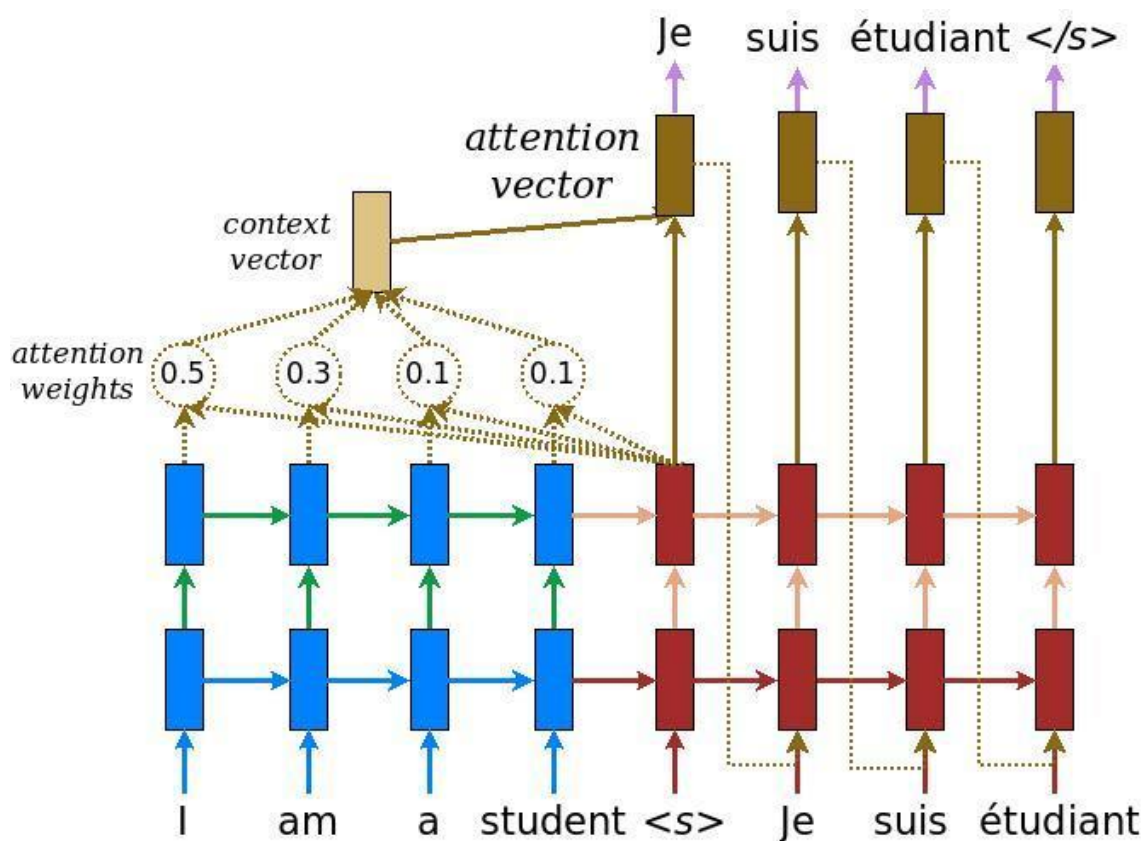 Je suis étudiant </s>
attention
vector
context
vector
attention
weights
0.5 0.3 0.1 0.1
I am a student <s> Je suis étudiant